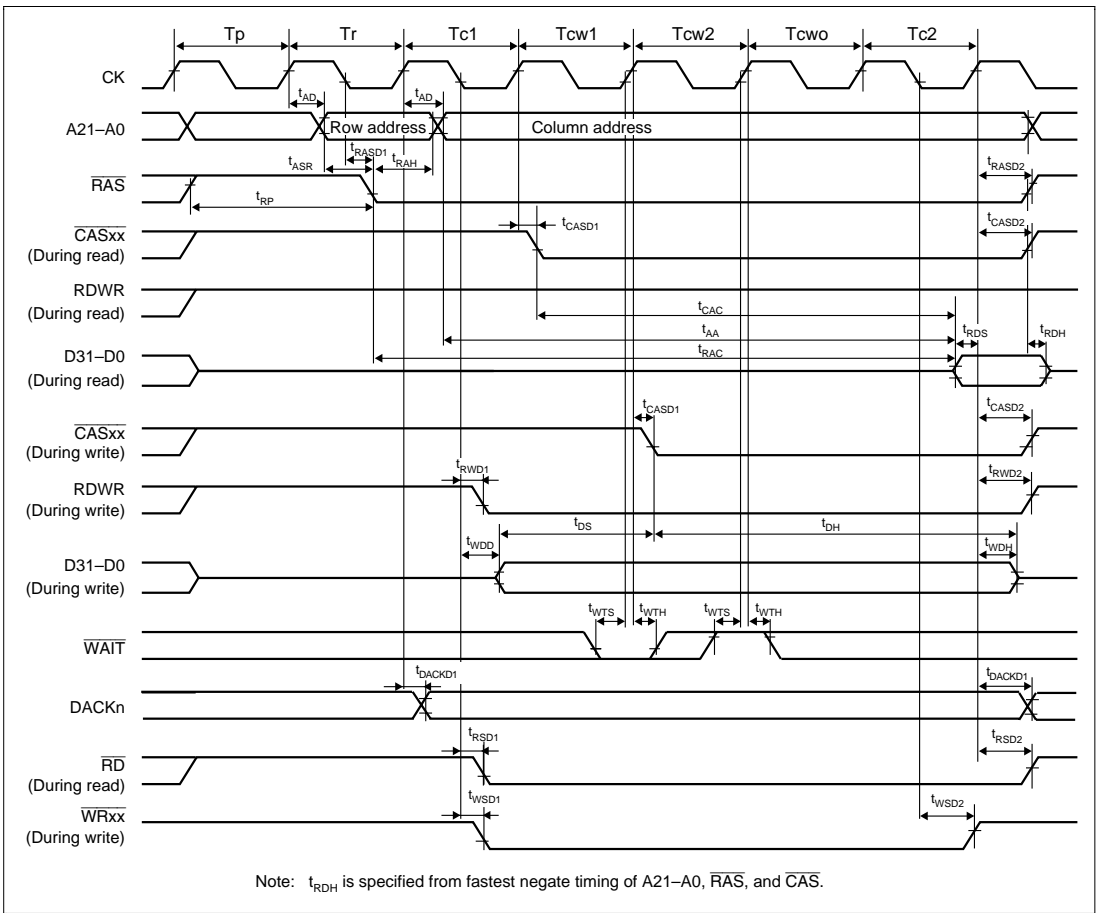 Tp Tr Tc1 Tcw1 Tcw2 Tcwo Tc2
CK
tAD tAD
A21–A0 Row address Column address
tRASD1
tASR tRAH tRASD2
RAS
tRP
tCASD1 tCASD2
CASxx
(During read)
RDWR
(During read)
tCAC
tAA
tRDS tRDH
tRAC
D31–D0
(During read)
tCASD1 tCASD2
CASxx
(During write)
tRWD1 tRWD2
RDWR
(During write)
tDS tDH
tWDD tWDH
D31–D0
(During write)
tWTS tWTH tWTS tWTH
WAIT
tDACKD1 tDACKD1
DACKn
tRSD1 tRSD2
RD
(During read)
tWSD1 tWSD2
WRxx
(During write)
Note: tRDH is specified from fastest negate timing of A21–A0, RAS, and CAS.